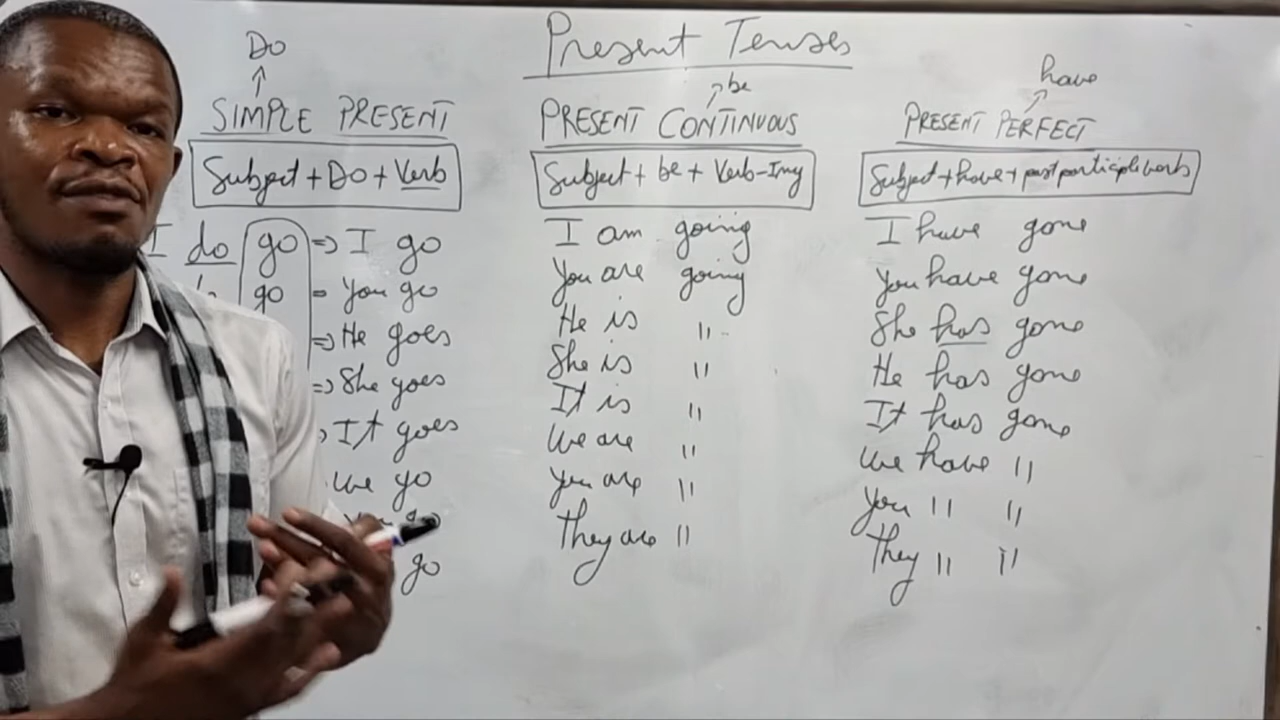 Present Tenses
Do
SIMPLE PRESENT
Subject + Do + Verb
I do go => I go
go = You go
=> He goes
=> She goes
It goes
We go
go
be
PRESENT CONTINUOUS
Subject + be + Verb-Ing
I am going
You are going
He is "
She is "
It is "
We are "
You are "
They are "
have
PRESENT PERFECT
Subject + have + past participle verbs
I have gone
You have gone
She has gone
He has gone
It has gone
We have "
You " "
They " "